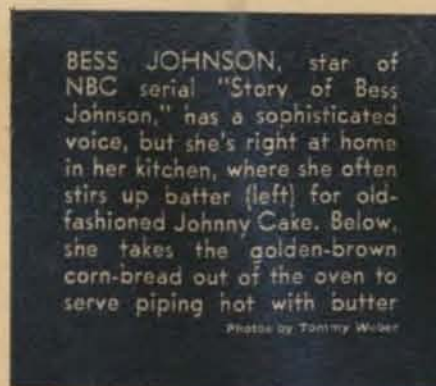 BESS JOHNSON, star of
NBC serial "Story of Bess
Johnson," has a sophisticated
voice, but she's right at home
in her kitchen, where she often
stirs up batter (left) for old-
fashioned Johnny Cake. Below,
she takes the golden-brown
corn-bread out of the oven to
serve piping hot with butter
Photos by Tommy Weber